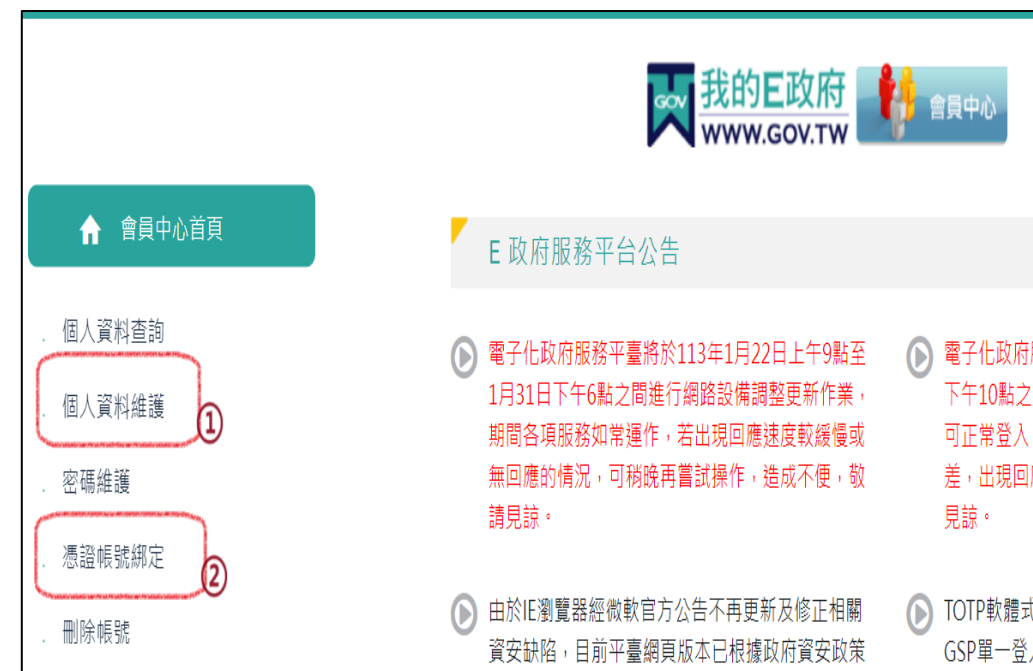 GOV
我的E政府
WWW.GOV.TW
會員中心
會員中心首頁
個人資料查詢
個人資料維護
①
密碼維護
憑證帳號綁定
②
刪除帳號
E 政府服務平台公告
電子化政府服務平臺將於113年1月22日上午9點至
1月31日下午6點之間進行網路設備調整更新作業，
期間各項服務如常運作，若出現回應速度較緩慢或
無回應的情況，可稍晚再嘗試操作，造成不便，敬
請見諒。
由於IE瀏覽器經微軟官方公告不再更新及修正相關
資安缺陷，目前平臺網頁版本已根據政府資安政策
電子化政府
下午10點之
可正常登入
差，出現回
見諒。
TOTP軟體式
GSP單一登